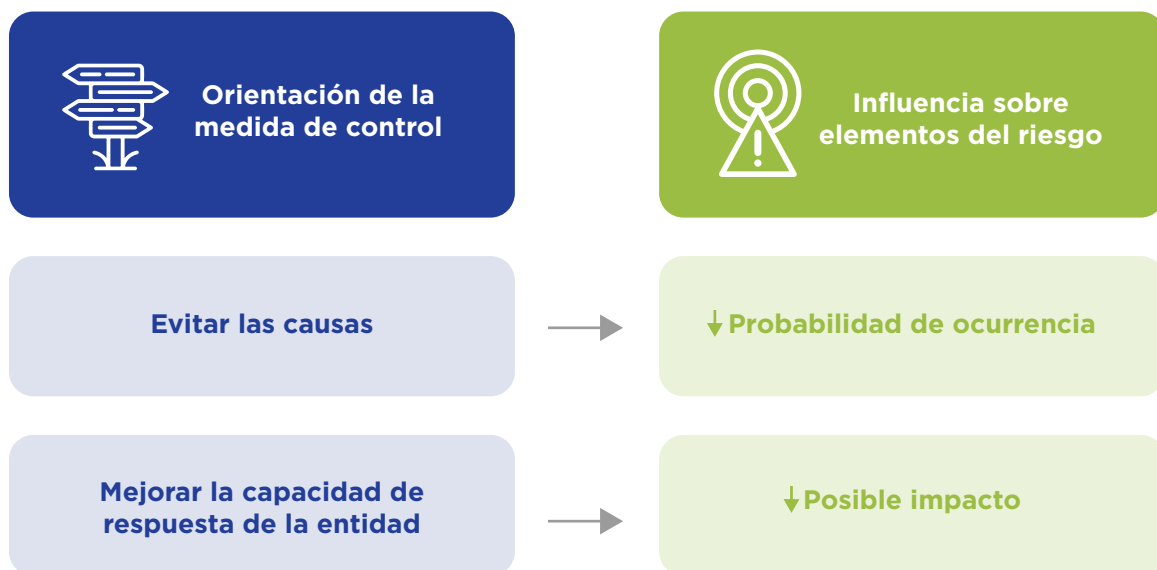 Orientación de la
medida de control
Influencia sobre
elementos del riesgo
Evitar las causas
↓ Probabilidad de ocurrencia
Mejorar la capacidad de
respuesta de la entidad
↓ Posible impacto